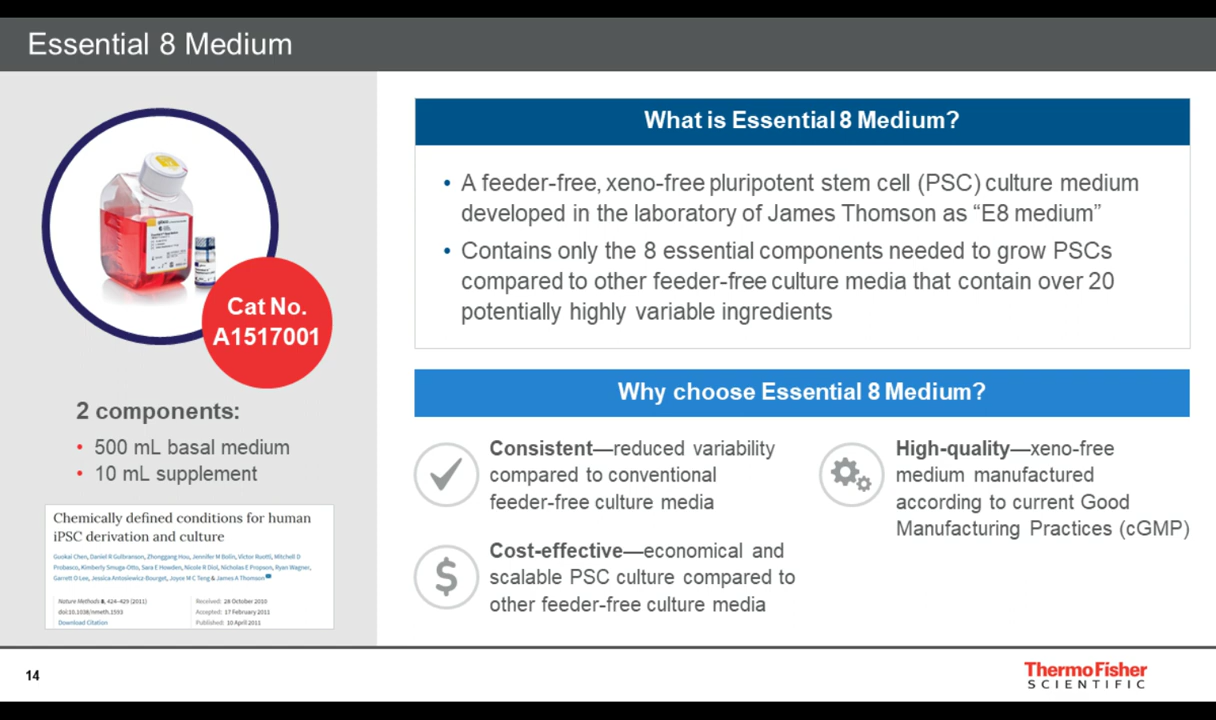 Essential 8 Medium
Cat No.
A1517001
2 components:
• 500 mL basal medium
• 10 mL supplement
Chemically defined conditions for human
iPSC derivation and culture
Guokai Chen, Daniel R Gulbranson, Zhonggang Hou, Jennifer M Bolin, Victor Ruotti, Mitchell D
Probasco, Kimberly Smuga-Otto, Sara E Howden, Nicole R Diol, Nicholas E Propson, Ryan Wagner,
Garrett O Lee, Jessica Antosiewicz-Bourget, Joyce M C Teng & James A Thomson
Nature Methods 8, 424–429 (2011)
doi:10.1038/nmeth.1593
Download Citation
Received: 28 October 2010
Accepted: 17 February 2011
Published: 10 April 2011
What is Essential 8 Medium?
• A feeder-free, xeno-free pluripotent stem cell (PSC) culture medium
developed in the laboratory of James Thomson as “E8 medium”
• Contains only the 8 essential components needed to grow PSCs
compared to other feeder-free culture media that contain over 20
potentially highly variable ingredients
Why choose Essential 8 Medium?
Consistent—reduced variability
compared to conventional
feeder-free culture media
Cost-effective—economical and
scalable PSC culture compared to
other feeder-free culture media
High-quality—xeno-free
medium manufactured
according to current Good
Manufacturing Practices (cGMP)
14
ThermoFisher
SCIENTIFIC